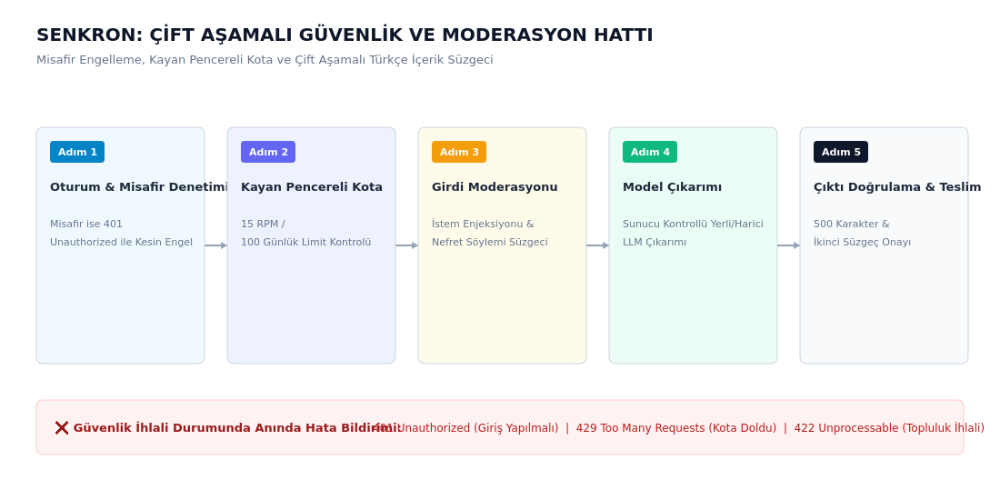 SENKRON: ÇİFT AŞAMALI GÜVENLİK VE MODERASYON HATTI
Misafir Engelleme, Kayan Pencereli Kota ve Çift Aşamalı Türkçe İçerik Süzgeci
Adım 1
Oturum & Misafir Denetimi
Misafir ise 401
Unauthorized ile Kesin Engel
Adım 2
Kayan Pencereli Kota
15 RPM /
100 Günlük Limit Kontrolü
Adım 3
Girdi Moderasyonu
İstem Enjeksiyonu &
Nefret Söylemi Süzgeci
Adım 4
Model Çıkarımı
Sunucu Kontrollü Yerli/Harici
LLM Çıkarımı
Adım 5
Çıktı Doğrulama & Teslim
500 Karakter &
İkinci Süzgeç Onayı
❌ Güvenlik İhlali Durumunda Anında Hata Bildirimi: 401 Unauthorized (Giriş Yapılmalı) | 429 Too Many Requests (Kota Doldu) | 422 Unprocessable (Topluluk İhlali)